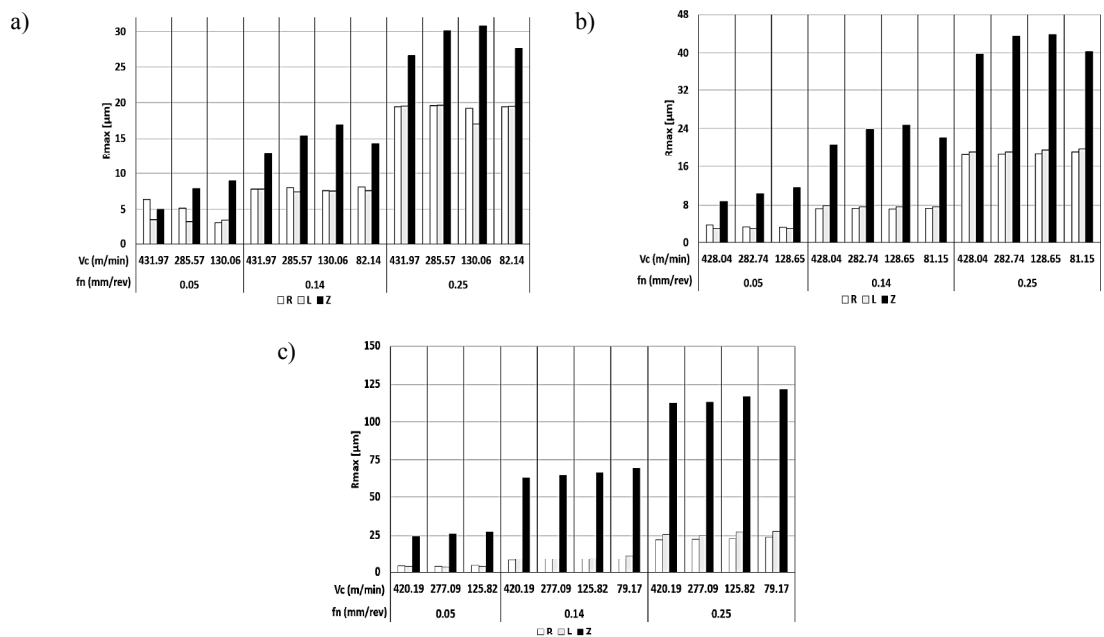 a)
Rmax [µm]
30
25
20
15
10
5
0
Vc (m/min) 431.97 285.57 130.06 431.97 285.57 130.06 82.14 431.97 285.57 130.06 82.14
fn (mm/rev) 0.05 0.14 0.25
R L Z
b)
Rmax [µm]
48
40
32
24
16
8
0
Vc (m/min) 428.04 282.74 128.65 428.04 282.74 128.65 81.15 428.04 282.74 128.65 81.15
fn (mm/rev) 0.05 0.14 0.25
R L Z
c)
Rmax [µm]
150
125
100
75
50
25
0
Vc (m/min) 420.19 277.09 125.82 420.19 277.09 125.82 79.17 420.19 277.09 125.82 79.17
fn (mm/rev) 0.05 0.14 0.25
R L Z